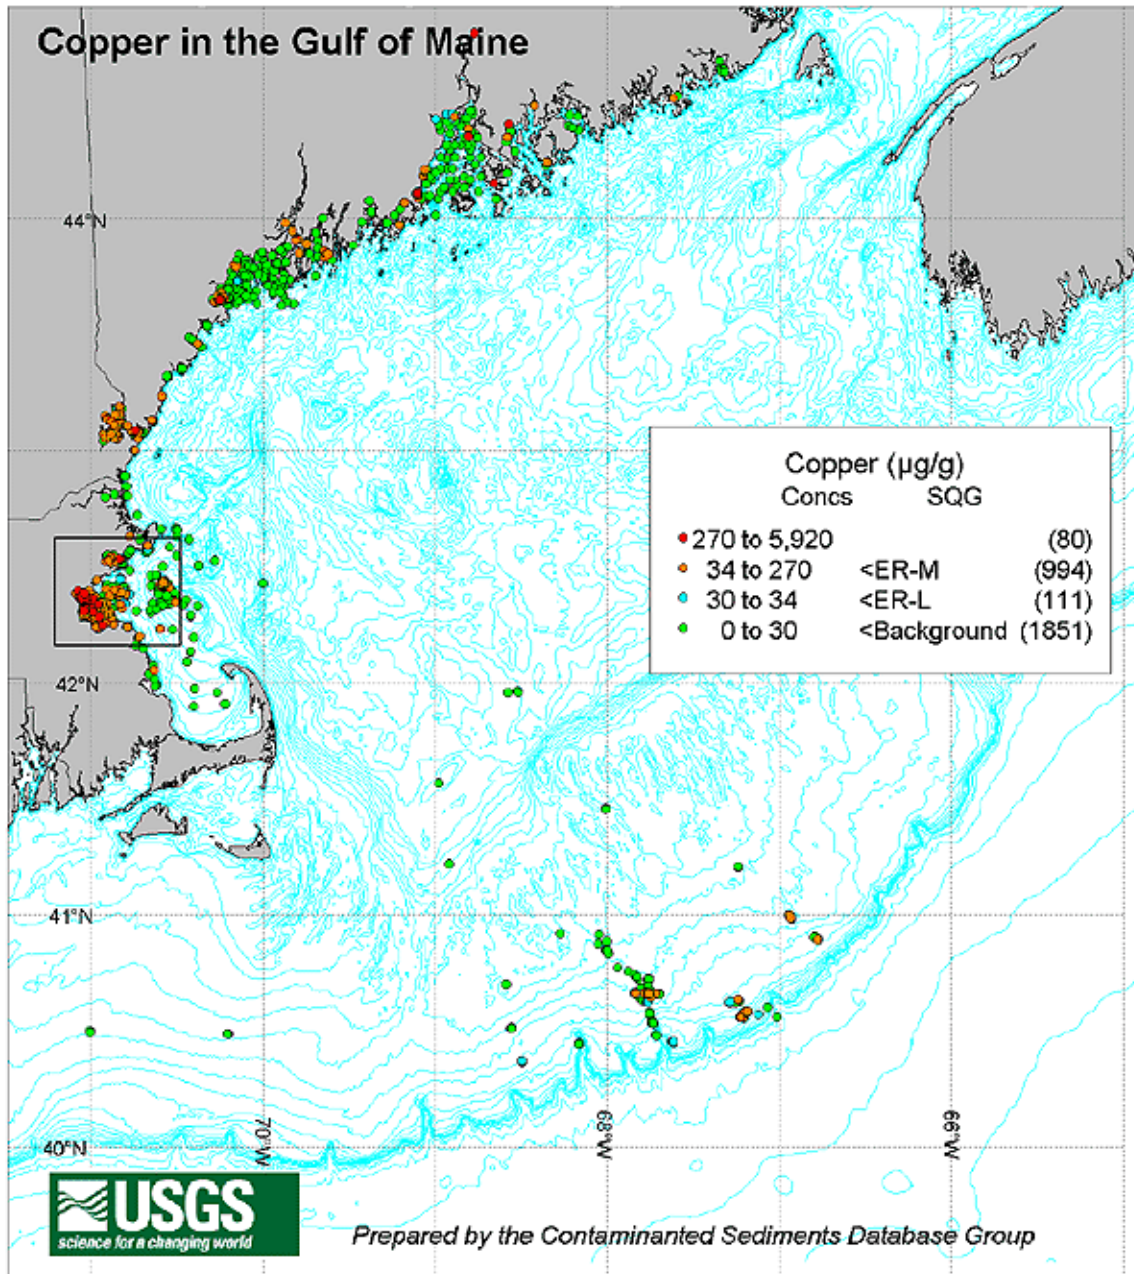 Copper in the Gulf of Maine
44°N
Copper (µg/g)
Concs SQG
270 to 5,920 (80)
34 to 270 <ER-M (994)
30 to 34 <ER-L (111)
0 to 30 <Background (1851)
42°N
41°N
40°N
70°W
68°W
66°W
USGS
science for a changing world
Prepared by the Contaminanted Sediments Database Group